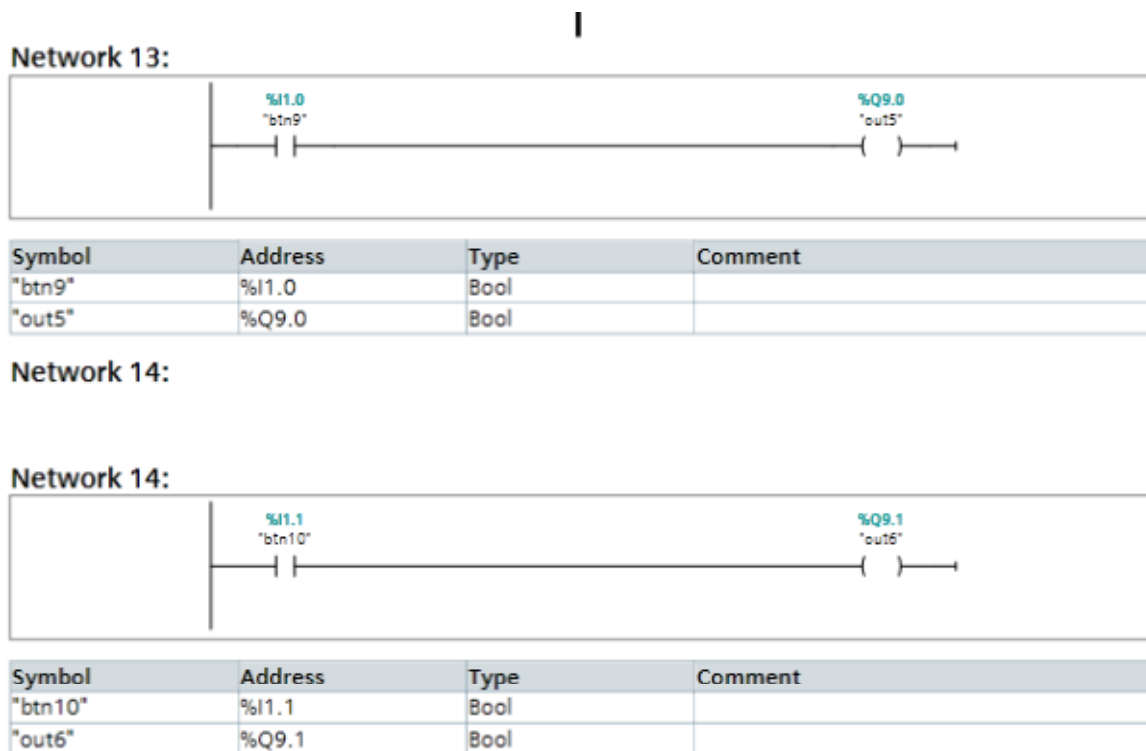 Network 13:
%I1.0
"btn9"
%Q9.0
"out5"
Symbol Address Type Comment
"btn9" %I1.0 Bool
"out5" %Q9.0 Bool
Network 14:
Network 14:
%I1.1
"btn10"
%Q9.1
"out6"
Symbol Address Type Comment
"btn10" %I1.1 Bool
"out6" %Q9.1 Bool